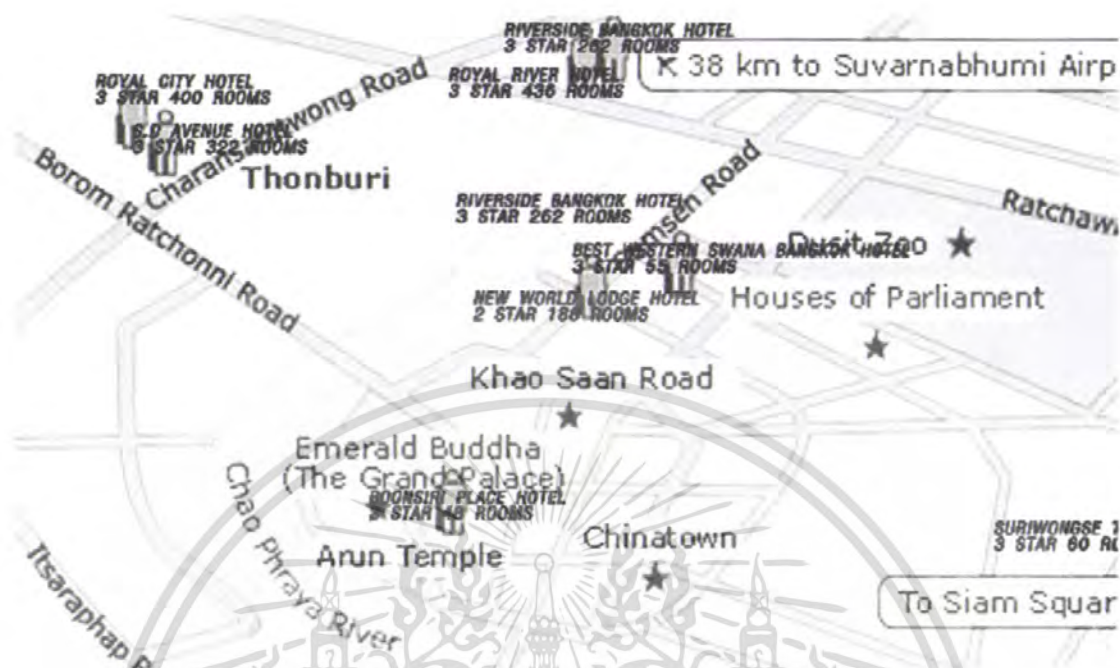 RIVERSIDE BANGKOK HOTEL
3 STAR 262 ROOMS
38 km to Suvarnabhumi Airp
ROYAL RIVER HOTEL
3 STAR 436 ROOMS
ROYAL CITY HOTEL
3 STAR 400 ROOMS
S.D AVENUE HOTEL
3 STAR 322 ROOMS
Road
Thonburi
Borom Ratchonni Road
RIVERSIDE BANGKOK HOTEL
3 STAR 262 ROOMS
Road
Ratchawi
BEST WESTERN SWANA BANGKOK HOTEL
3 STAR 55 ROOMS
Dusit Zoo
NEW WORLD LODGE HOTEL
2 STAR 186 ROOMS
Houses of Parliament
Khao Saan Road
Emerald Buddha
(The Grand Palace)
BOONSIRI PLACE HOTEL
STAR 48 ROOMS
Chao Phraya River
Arun Temple
Chinatown
SURIWONGSE
3 STAR 60
Itsaraphap
To Siam Squar